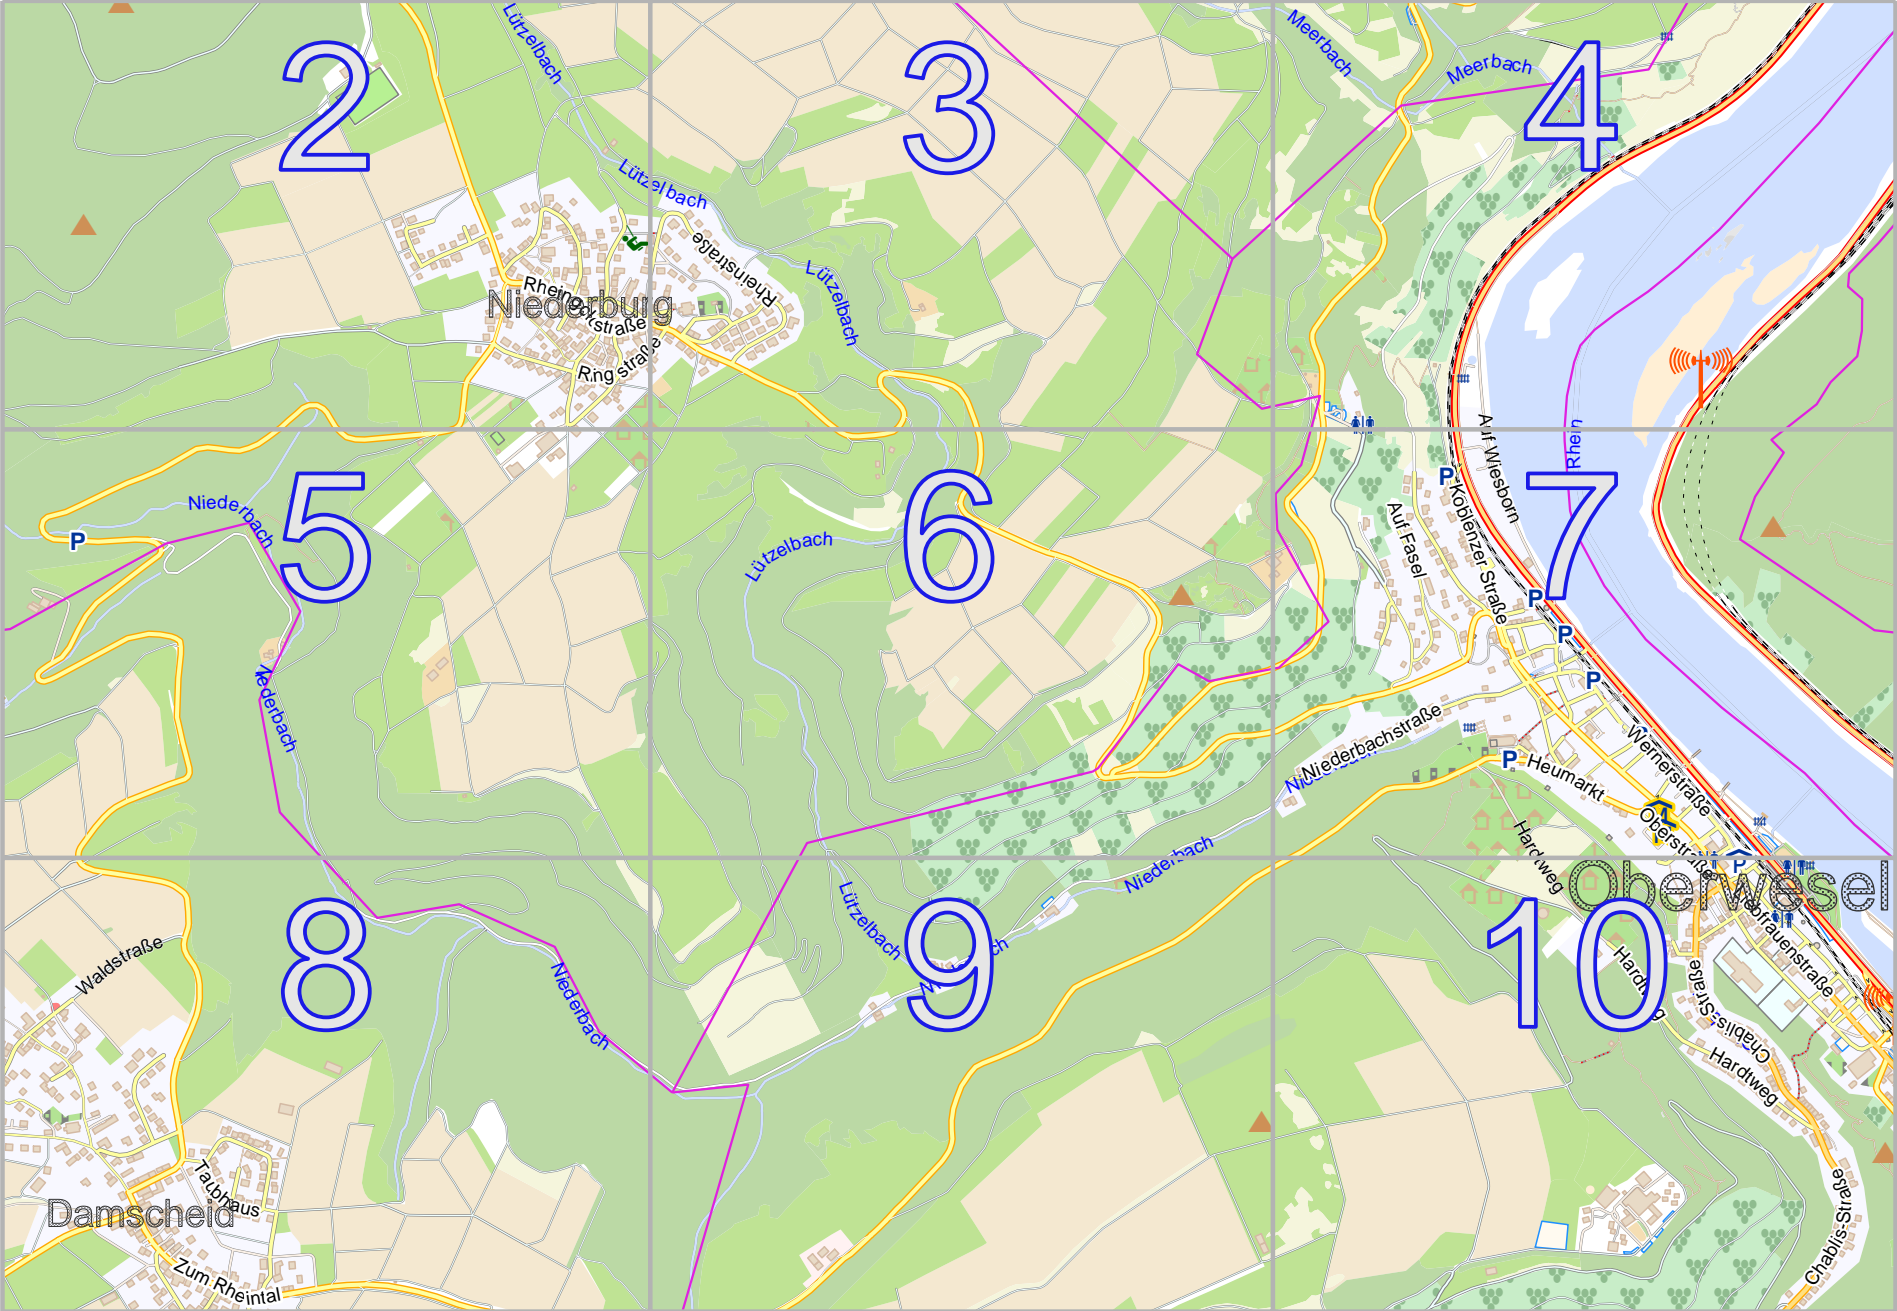 2
3
4
Lützelbach
Meerbach
Meerbach
Lützelbach
Rheinstraße
Lützelbach
Niederburg
Ringstraße
Auf Wiesborn
Rhein
5
6
7
Niederbach
P
Lützelbach
P
Koblenzer Straße
Auf Fasel
P
P
P
Niederbach
Niederbachstraße
P
Heumarkt
Wernerstraße
Oberstraße
Hardtweg
Niederbach
P
Oberwesel
8
9
10
Waldstraße
Niederbach
Lützelbach
Liebfrauenstraße
Hardtweg
Chablis-Straße
Hardtweg
Taubhaus
Damscheid
Zum Rheintal
Chablis-Straße